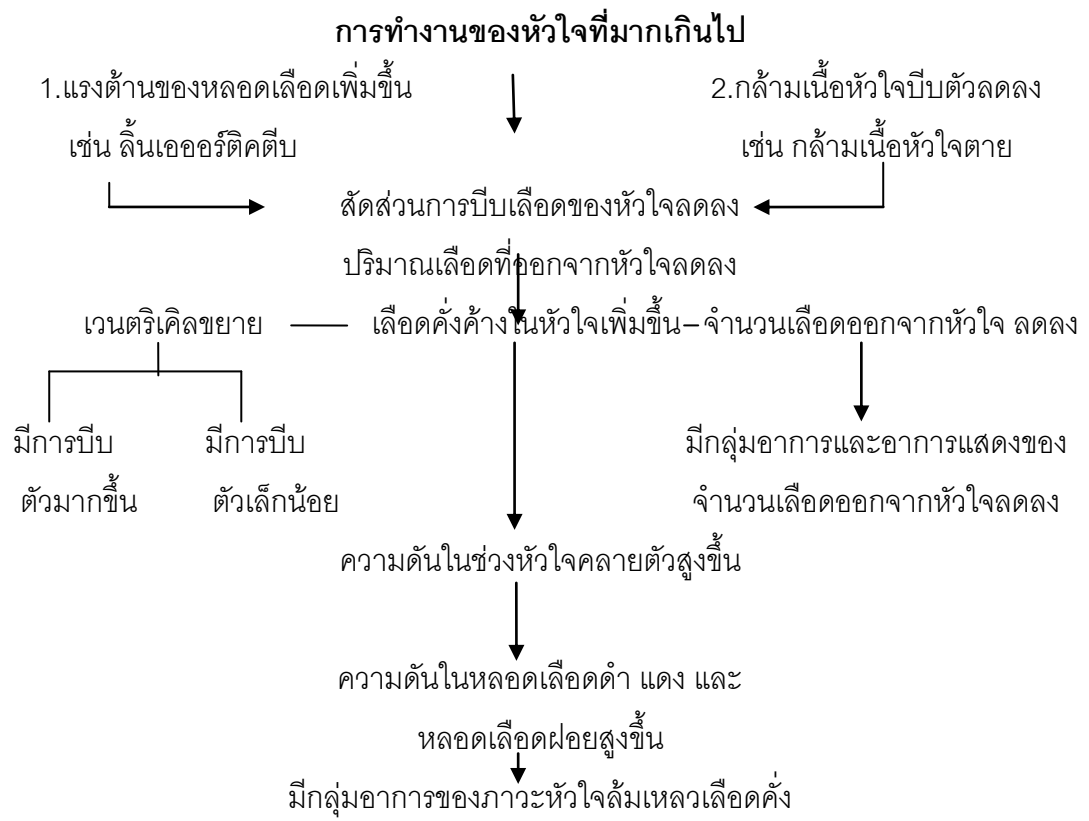 การทำงานของหัวใจที่มากเกินไป
1.แรงต้านของหลอดเลือดเพิ่มขึ้น 2.กล้ามเนื้อหัวใจบีบตัวลดลง
เช่น ลิ้นเอออร์ติคตีบ เช่น กล้ามเนื้อหัวใจตาย
สัดส่วนการบีบเลือดของหัวใจลดลง
ปริมาณเลือดที่ออกจากหัวใจลดลง
เวนตริเคิลขยาย เลือดคั่งค้างในหัวใจเพิ่มขึ้น – จำนวนเลือดออกจากหัวใจ ลดลง
มีการบีบ มีการบีบ มีกลุ่มอาการและอาการแสดงของ
ตัวมากขึ้น ตัวเล็กน้อย จำนวนเลือดออกจากหัวใจลดลง
ความดันในช่วงหัวใจคลายตัวสูงขึ้น
ความดันในหลอดเลือดดำ แดง และ
หลอดเลือดฝอยสูงขึ้น
มีกลุ่มอาการของภาวะหัวใจล้มเหลวเลือดคั่ง